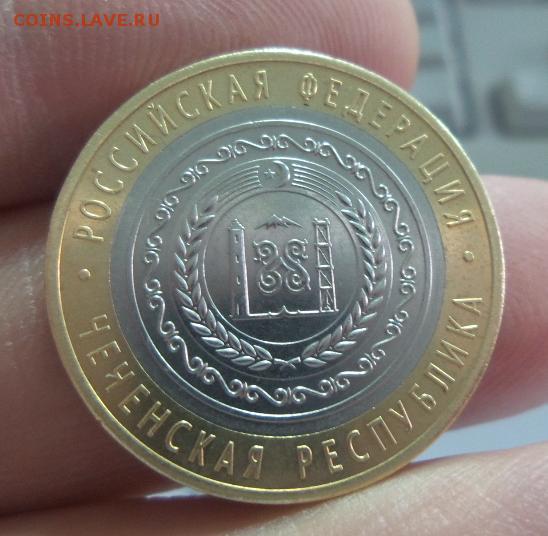 COINS.LAVE.RU
РОССИЙСКАЯ ФЕДЕРАЦИЯ
ЧЕЧЕНСКАЯ РЕСПУБЛИКА